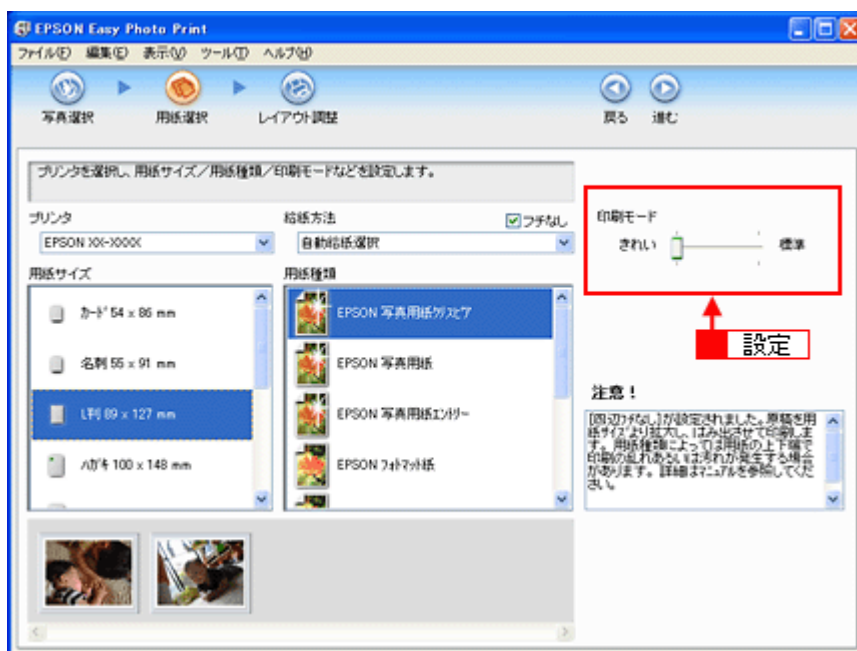 EPSON Easy Photo Print
ファイル(F) 編集(E) 表示(V) ツール(T) ヘルプ(H)
写真選択 用紙選択 レイアウト調整 戻る 進む
プリンタを選択し、用紙サイズ/用紙種類/印刷モードなどを設定します。
プリンタ
EPSON XX-XXXX
給紙方法
フチなし
自動給紙選択
用紙サイズ
カード 54 x 86 mm
名刺 55 x 91 mm
L判 89 x 127 mm
ハガキ 100 x 148 mm
用紙種類
EPSON 写真用紙クリスピア
EPSON 写真用紙
EPSON 写真用紙エントリー
EPSON フォトマット紙
印刷モード
きれい 標準
設定
注意!
[四辺フチなし]が設定されました。原稿を用
紙サイズより拡大し、はみ出させて印刷しま
す。用紙種類によっては用紙の上下端で
印刷の乱れあるいは汚れが発生する場合
があります。詳細はマニュアルを参照してくだ
さい。